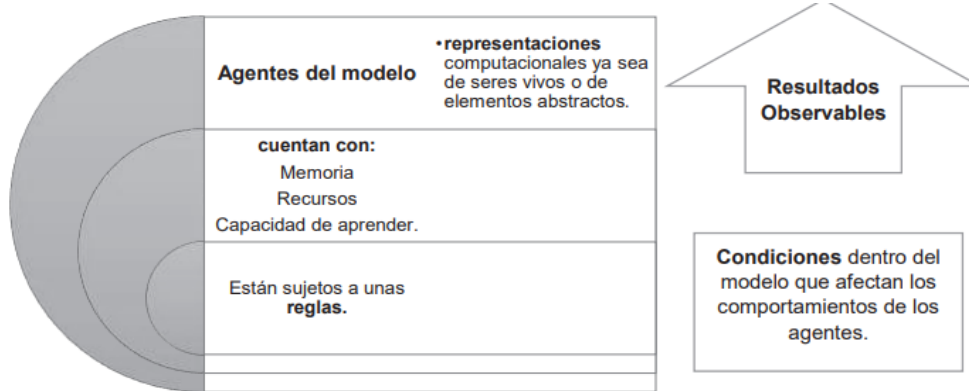 Agentes del modelo
•representaciones
computacionales ya sea
de seres vivos o de
elementos abstractos.
cuentan con:
Memoria
Recursos
Capacidad de aprender.
Están sujetos a unas
reglas.
Resultados
Observables
Condiciones dentro del
modelo que afectan los
comportamientos de los
agentes.